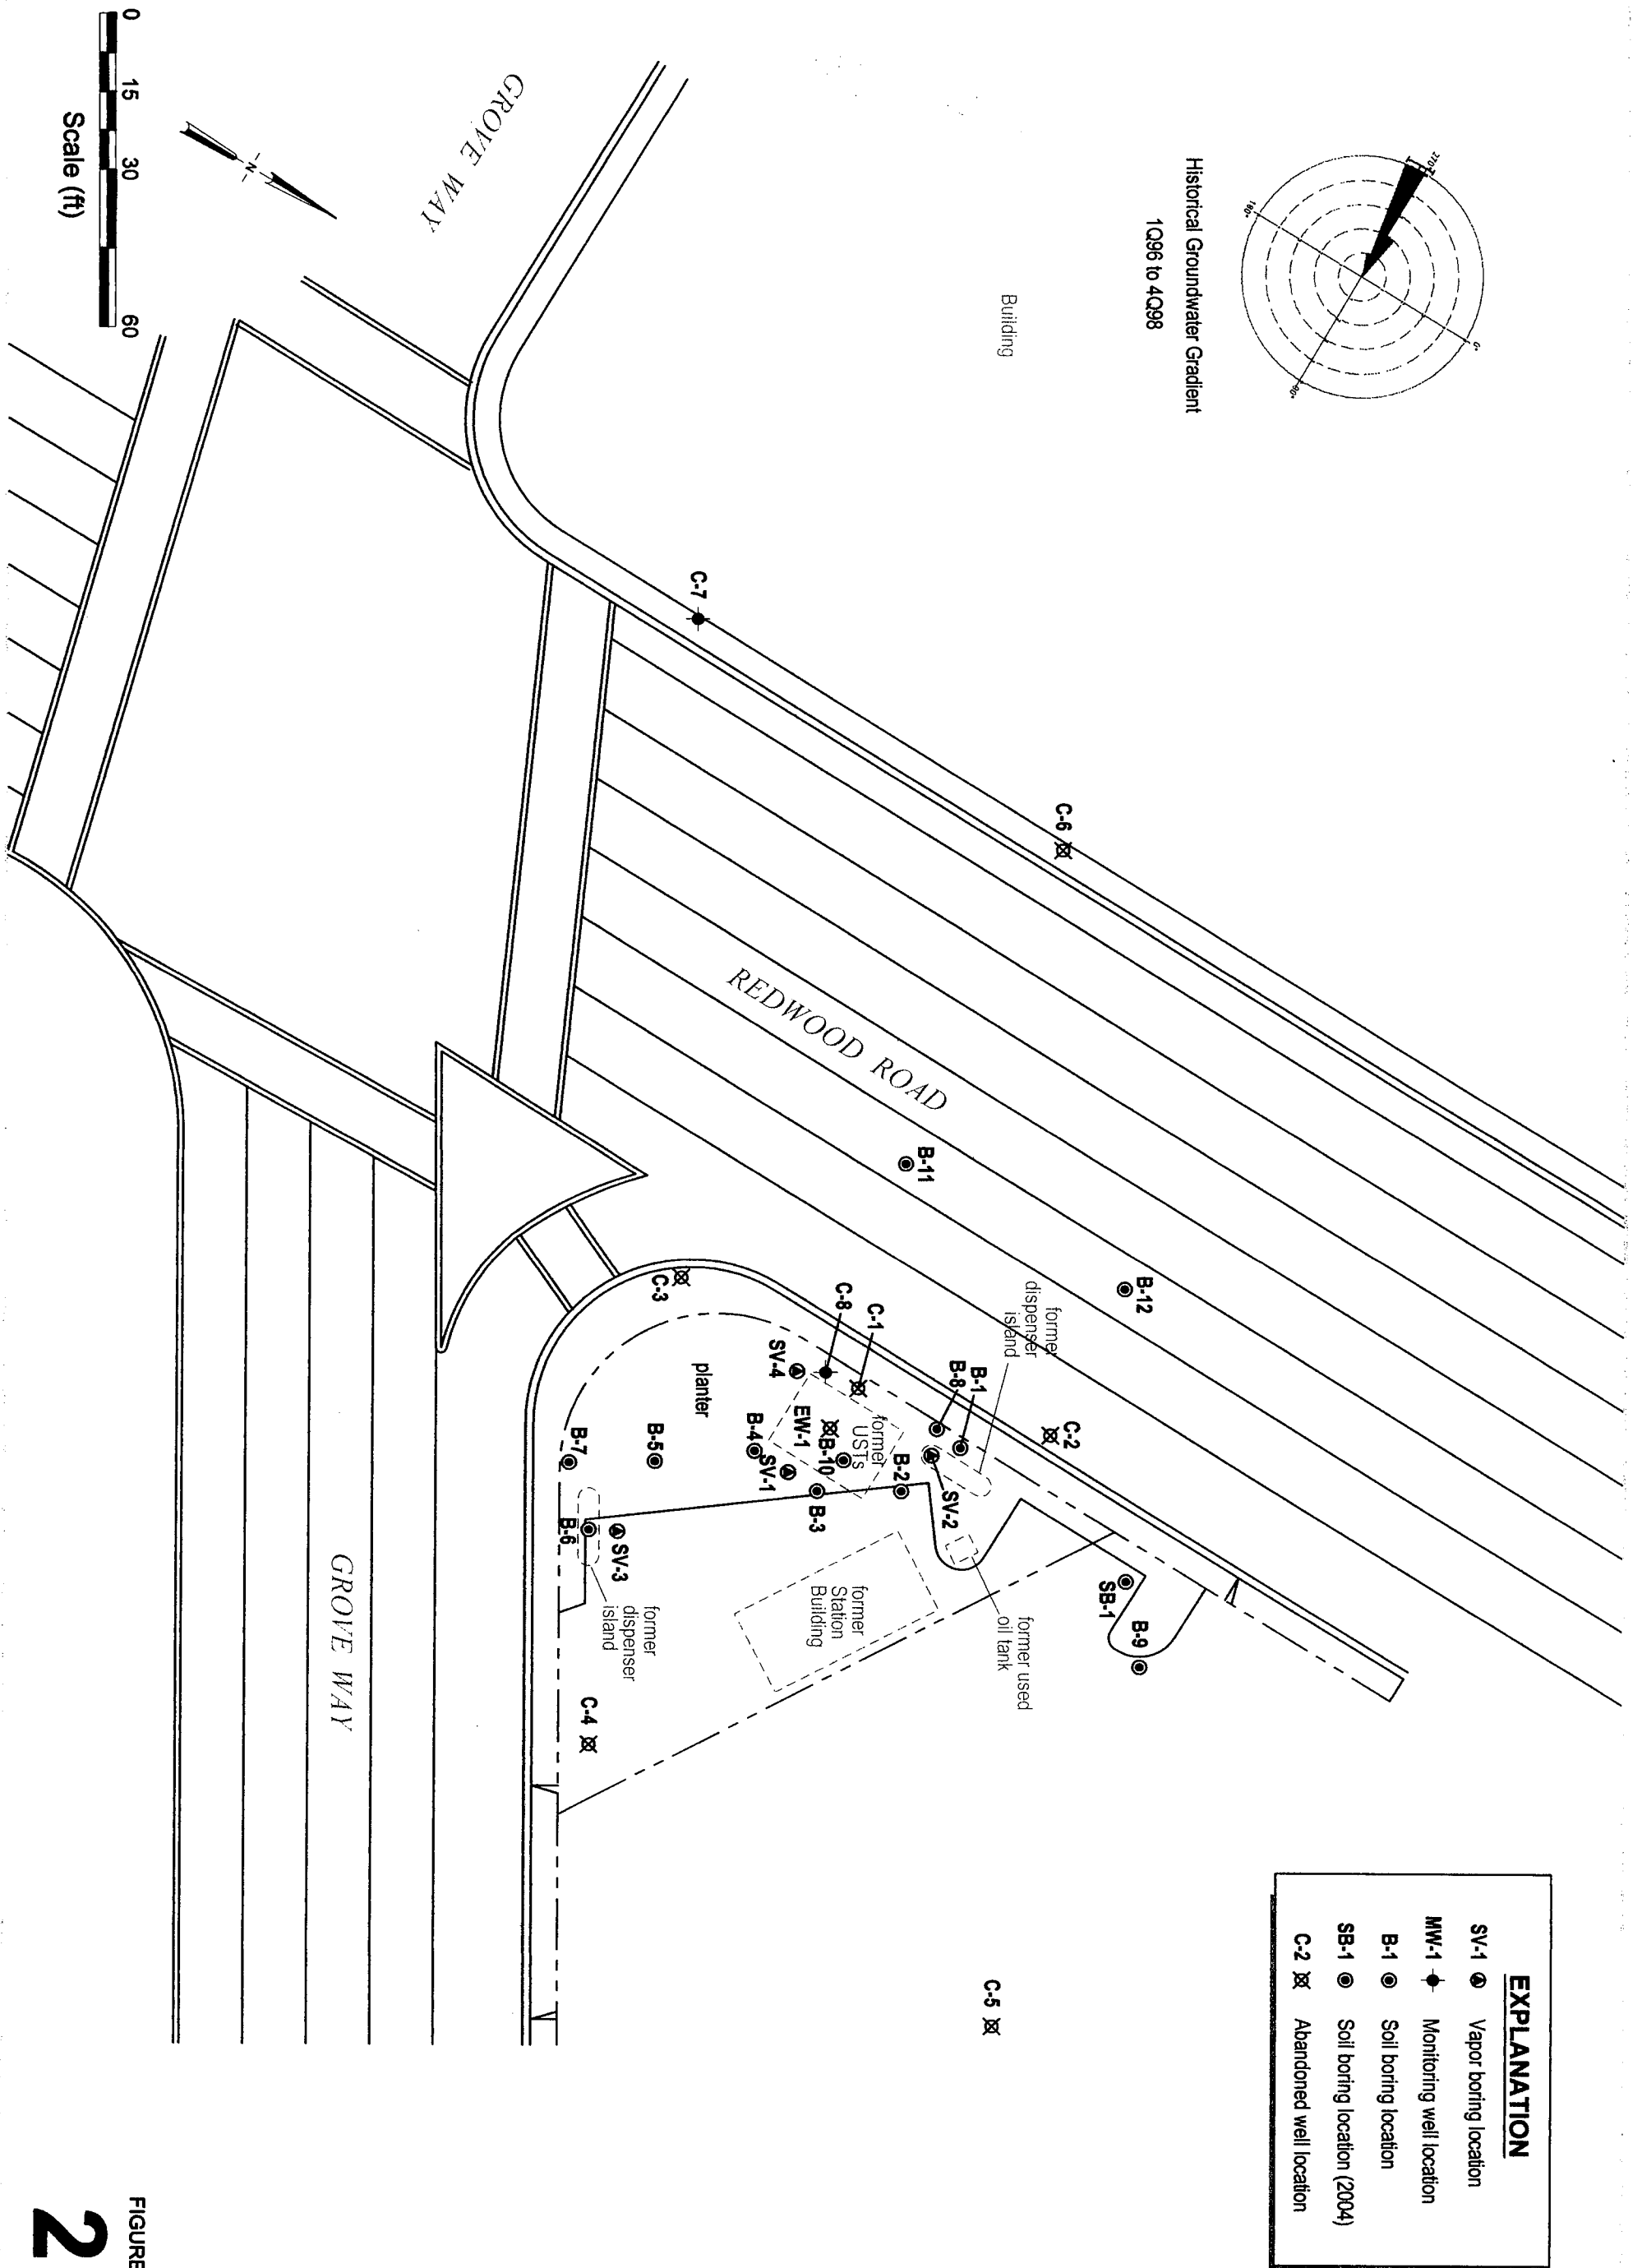 EXPLANATION
SV-1 Vapor boring location
MW-1 Monitoring well location
B-1 Soil boring location
SB-1 Soil boring location (2004)
C-2 Abandoned well location
270°
0°
90°
180°
Historical Groundwater Gradient
1Q96 to 4Q98
Building
C-6
C-7
C-5
B-12
B-11
REDWOOD ROAD
former
dispenser
island
C-2
B-1
B-8
C-1
C-8
C-3
SV-4
planter
former
USTs
EW-1
B-10
B-4
SV-1
B-5
B-7
B-2
B-3
SV-2
B-6
SV-3
former
dispenser
island
former
Station
Building
former used
oil tank
SB-1
B-9
C-4
GROVE WAY
GROVE WAY
N
0 15 30 60
Scale (ft)
FIGURE
2